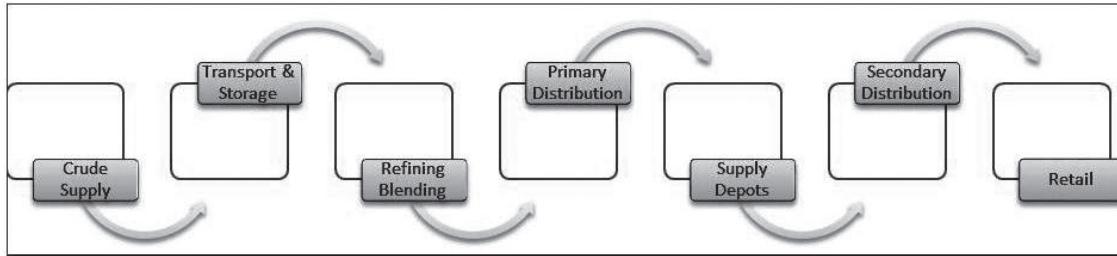 Crude
Supply
Transport &
Storage
Refining
Blending
Primary
Distribution
Supply
Depots
Secondary
Distribution
Retail